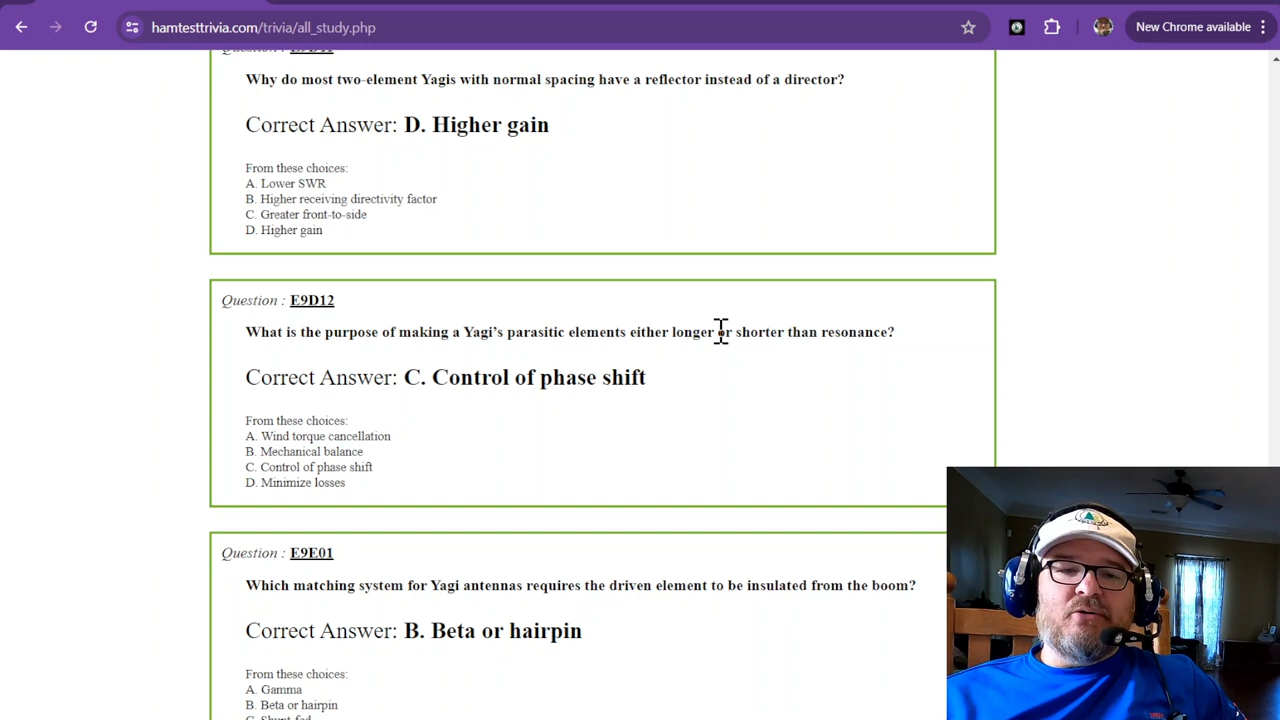 hamtesttrivia.com/trivia/all_study.php
New Chrome available
Question :
Why do most two-element Yagis with normal spacing have a reflector instead of a director?
Correct Answer: D. Higher gain
From these choices:
A. Lower SWR
B. Higher receiving directivity factor
C. Greater front-to-side
D. Higher gain
Question : E9D12
What is the purpose of making a Yagi’s parasitic elements either longer or shorter than resonance?
Correct Answer: C. Control of phase shift
From these choices:
A. Wind torque cancellation
B. Mechanical balance
C. Control of phase shift
D. Minimize losses
Question : E9E01
Which matching system for Yagi antennas requires the driven element to be insulated from the boom?
Correct Answer: B. Beta or hairpin
From these choices:
A. Gamma
B. Beta or hairpin
C. Shunt-fed